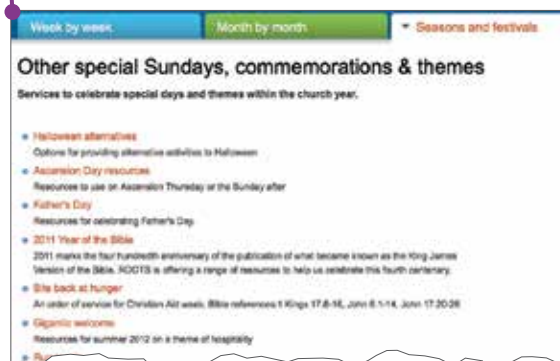 Week by week
Month by month
Seasons and festivals
Other special Sundays, commemorations & themes
Services to celebrate special days and themes within the church year.
Halloween alternatives
Options for providing alternative activities to Halloween
Ascension Day resources
Resources to use on Ascension Thursday or the Sunday after
Father's Day
Resources for celebrating Father's Day.
2011 Year of the Bible
2011 marks the four hundredth anniversary of the publication of what became known as the King James
Version of the Bible. ROOTS is offering a range of resources to help us celebrate this fourth centenary.
Bite back at hunger
An order of service for Christian Aid week. Bible references: 1 Kings 17.8-16, John 6.1-14, John 17.20-26
Gigantic welcome
Resources for summer 2012 on a theme of hospitality